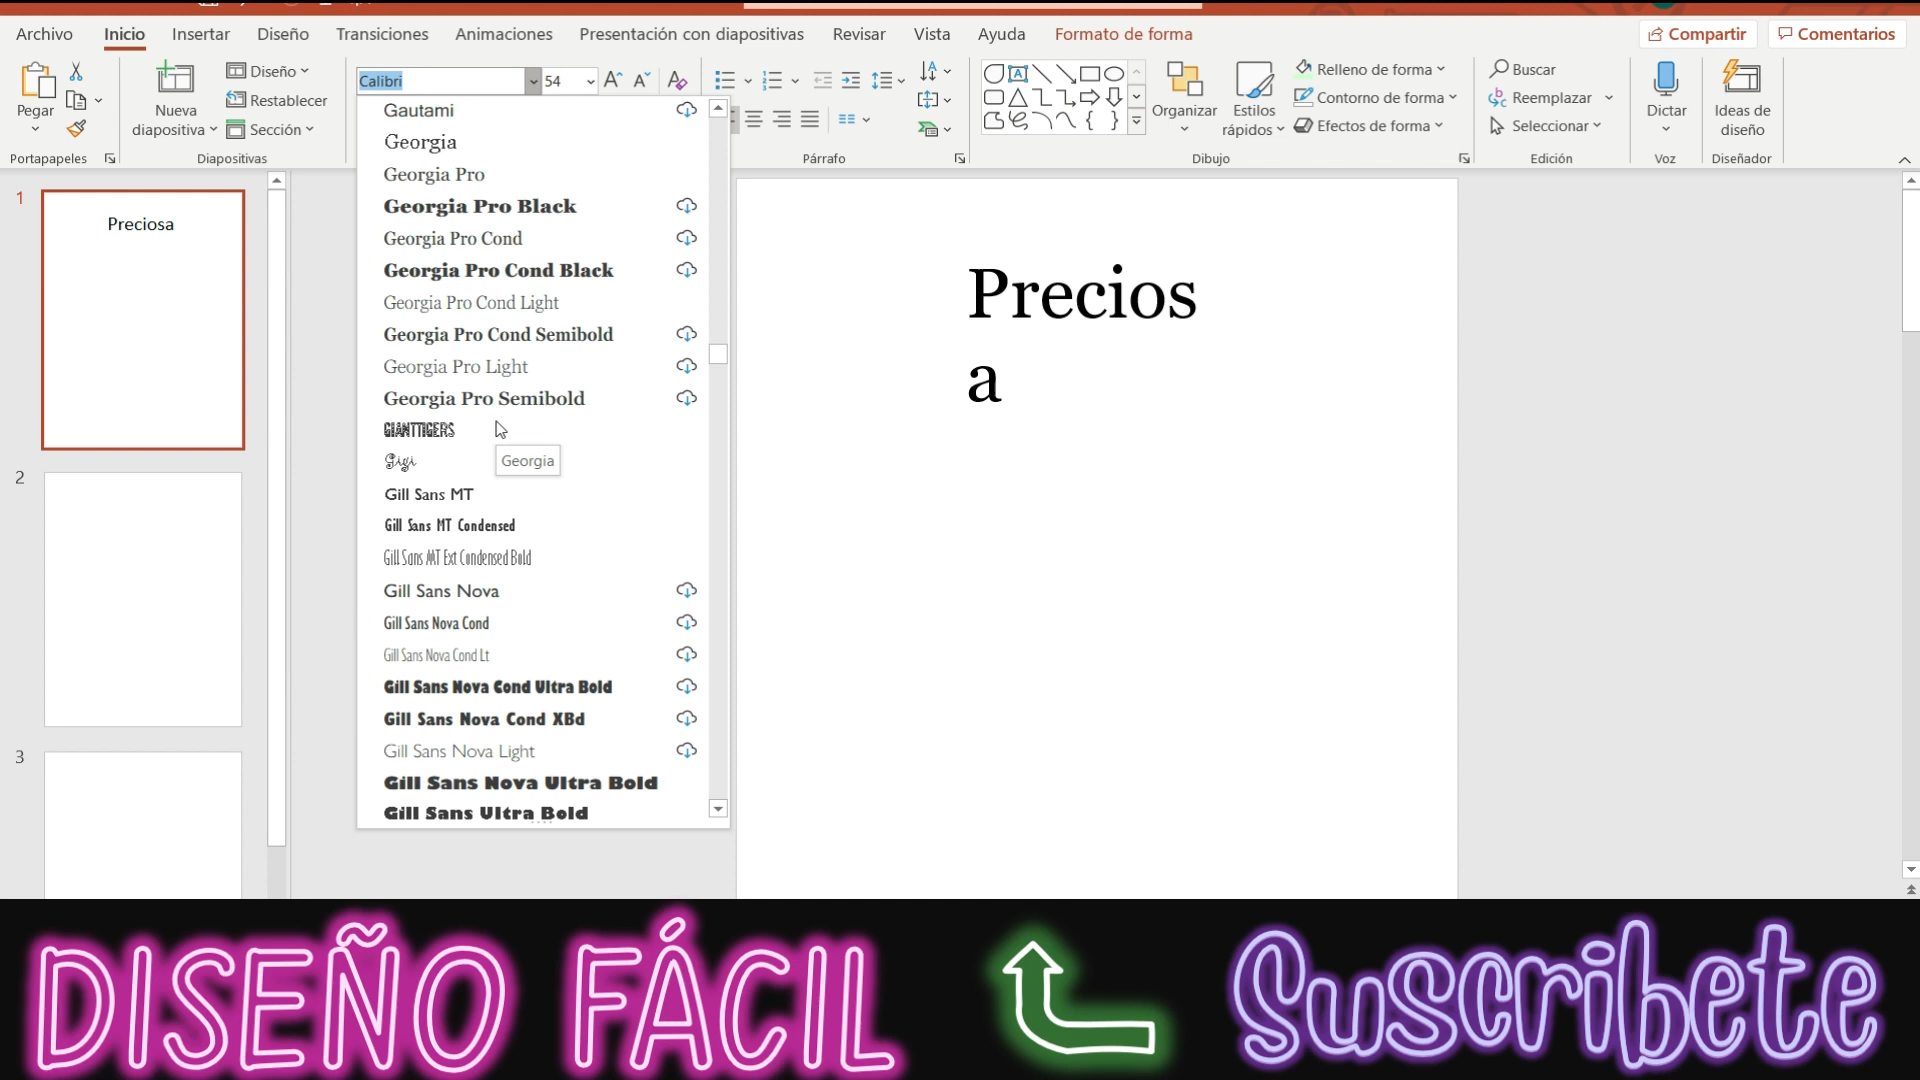 Archivo Inicio Insertar Diseño Transiciones Animaciones Presentación con diapositivas Revisar Vista Ayuda Formato de forma Compartir Comentarios
Pegar
Nueva diapositiva
Diseño
Restablecer
Sección
Calibri 54
Organizar
Estilos rápidos
Relleno de forma
Contorno de forma
Efectos de forma
Buscar
Reemplazar
Seleccionar
Dictar
Ideas de diseño
Portapapeles Diapositivas Párrafo Dibujo Edición Voz Diseñador
1
Preciosa
2
3
Gautami
Georgia
Georgia Pro
Georgia Pro Black
Georgia Pro Cond
Georgia Pro Cond Black
Georgia Pro Cond Light
Georgia Pro Cond Semibold
Georgia Pro Light
Georgia Pro Semibold
GIANTTIGERS
Gigi
Georgia
Gill Sans MT
Gill Sans MT Condensed
Gill Sans MT Ext Condensed Bold
Gill Sans Nova
Gill Sans Nova Cond
Gill Sans Nova Cond Lt
Gill Sans Nova Cond Ultra Bold
Gill Sans Nova Cond XBd
Gill Sans Nova Light
Gill Sans Nova Ultra Bold
Gill Sans Ultra Bold
Precios
a
DISEÑO FÁCIL Suscribete